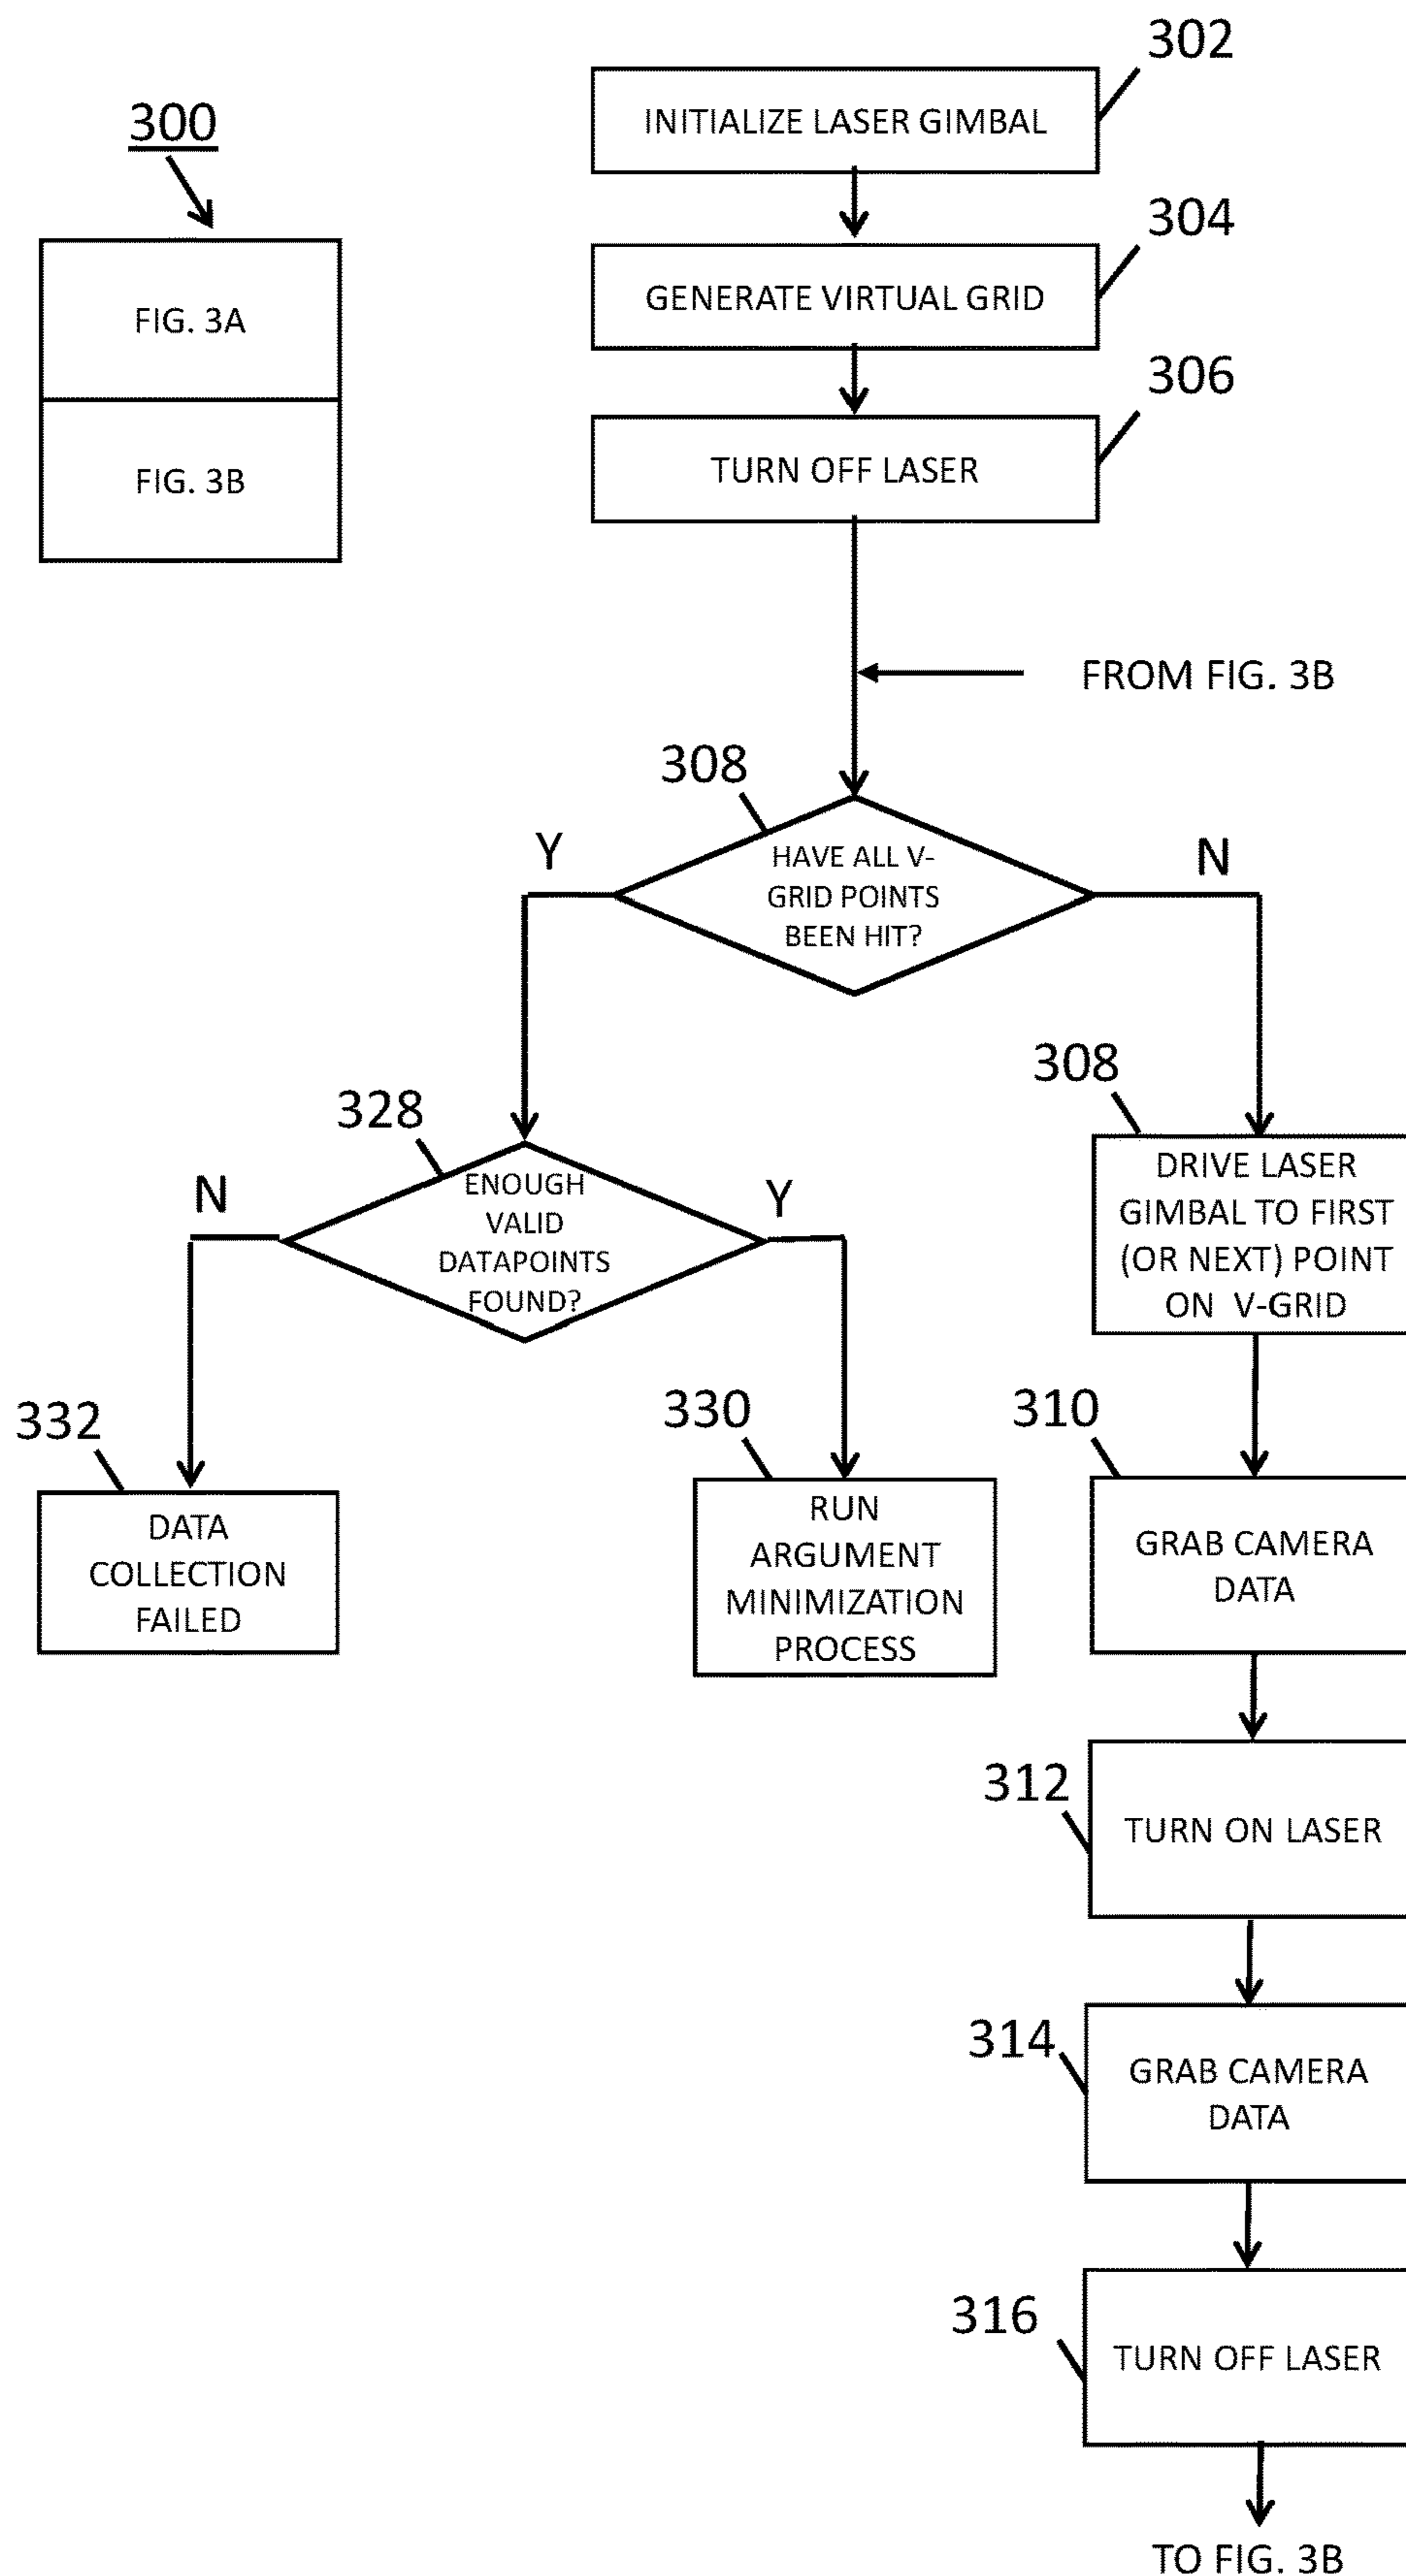 300
FIG. 3A
FIG. 3B
302
INITIALIZE LASER GIMBAL
304
GENERATE VIRTUAL GRID
306
TURN OFF LASER
FROM FIG. 3B
308
HAVE ALL V-
GRID POINTS
BEEN HIT?
Y
N
328
ENOUGH
VALID
DATAPOINTS
FOUND?
N
Y
332
DATA
COLLECTION
FAILED
330
RUN
ARGUMENT
MINIMIZATION
PROCESS
308
DRIVE LASER
GIMBAL TO FIRST
(OR NEXT) POINT
ON V-GRID
310
GRAB CAMERA
DATA
312
TURN ON LASER
314
GRAB CAMERA
DATA
316
TURN OFF LASER
TO FIG. 3B